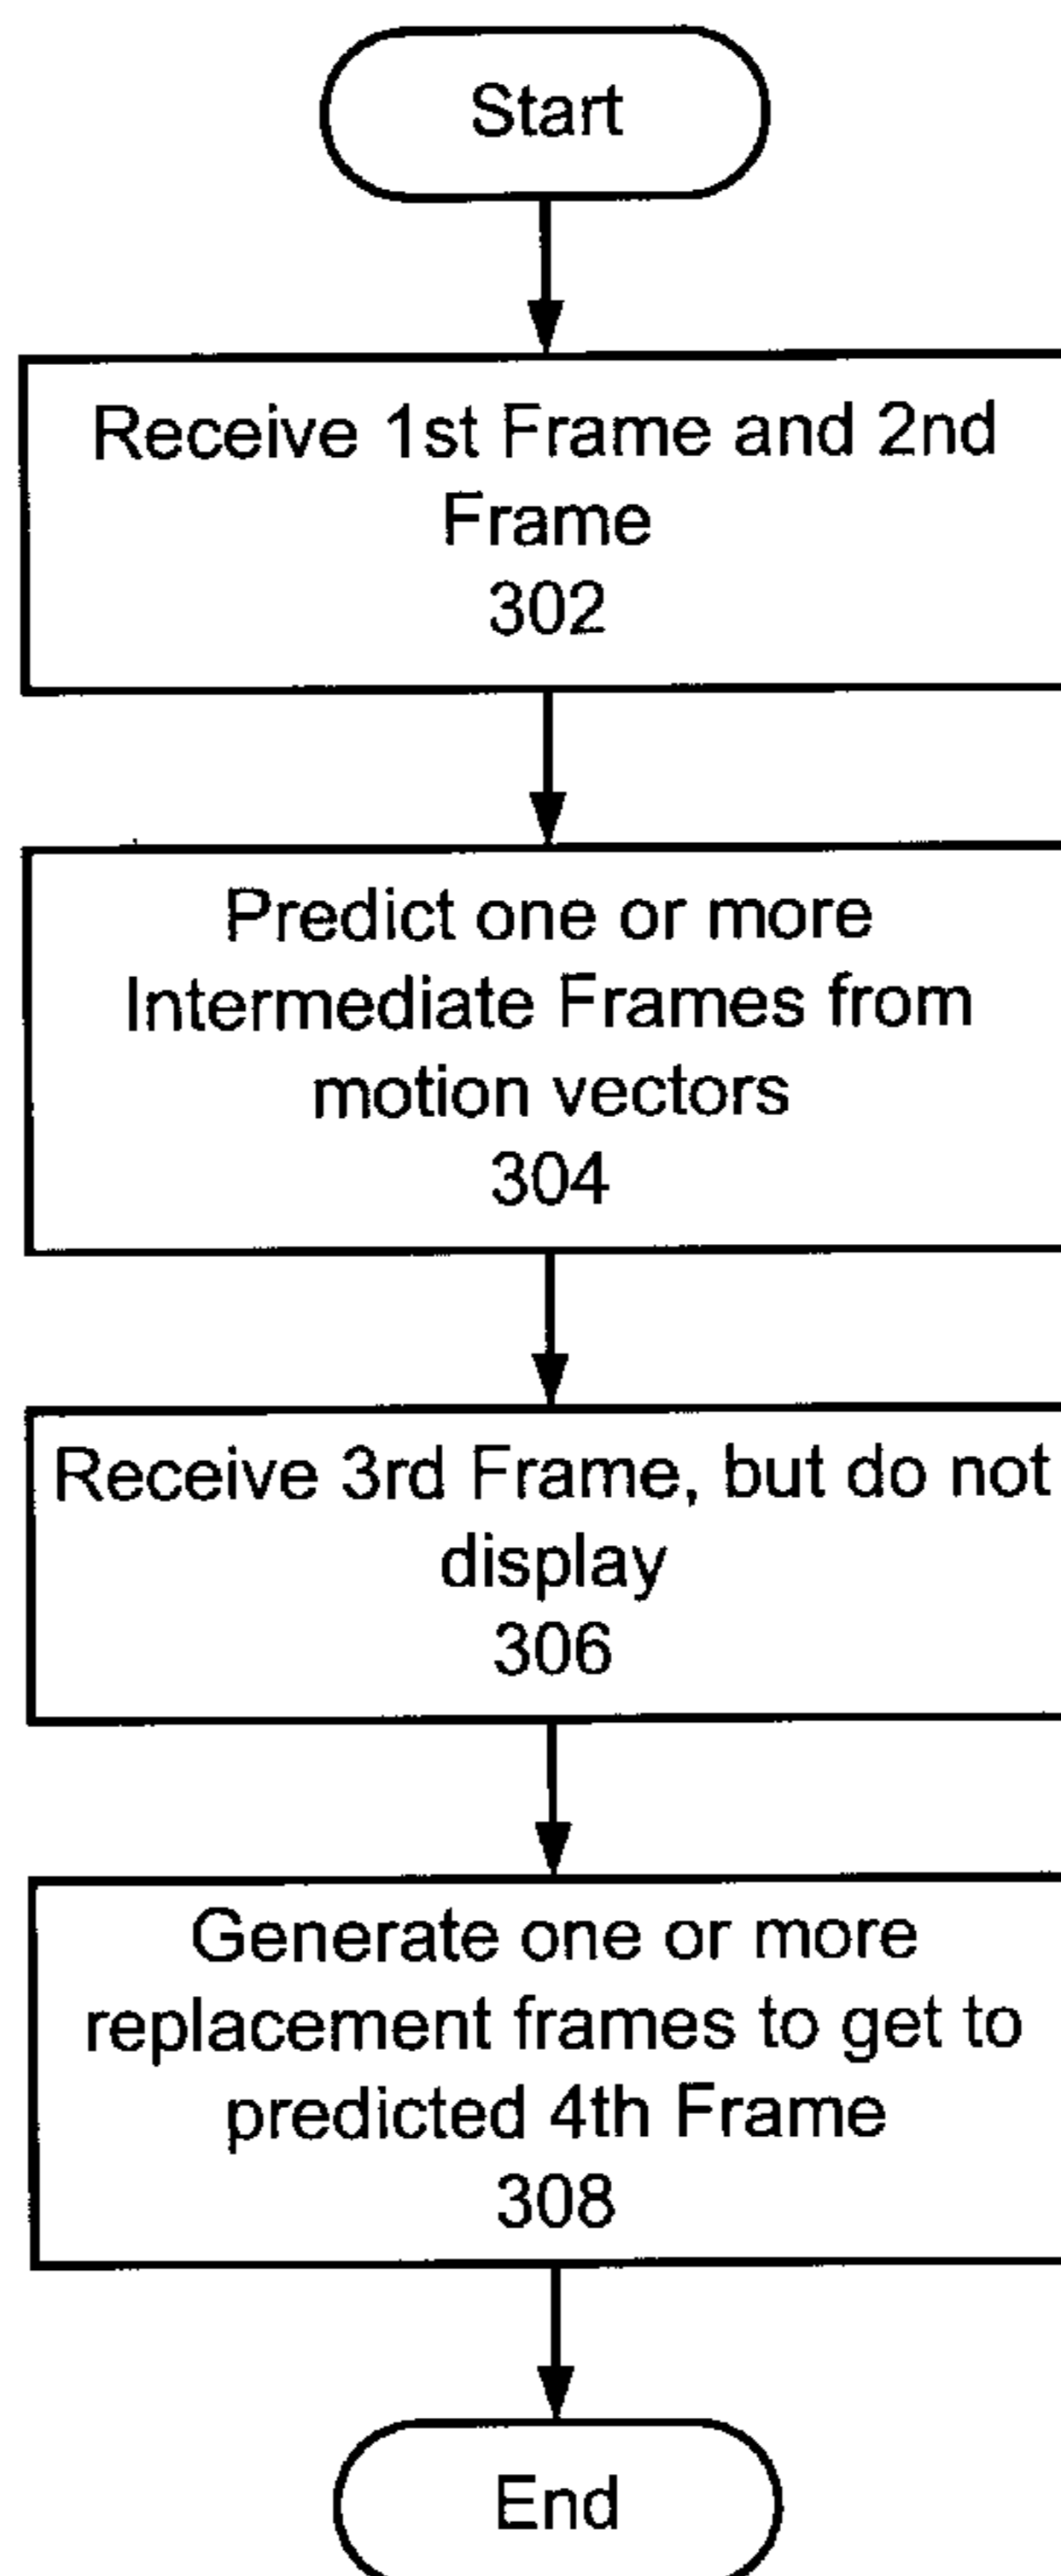 Start
Receive 1st Frame and 2nd
Frame
302
Predict one or more
Intermediate Frames from
motion vectors
304
Receive 3rd Frame, but do not
display
306
Generate one or more
replacement frames to get to
predicted 4th Frame
308
End